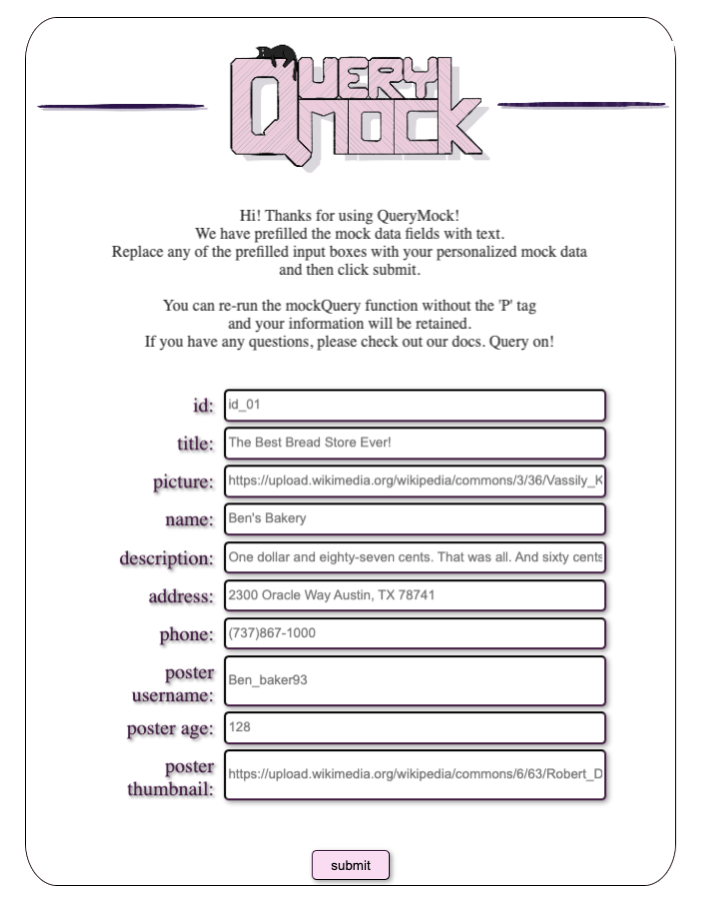 QUERY
MOCK
Hi! Thanks for using QueryMock!
We have prefilled the mock data fields with text.
Replace any of the prefilled input boxes with your personalized mock data
and then click submit.
You can re-run the mockQuery function without the 'P' tag
and your information will be retained.
If you have any questions, please check out our docs. Query on!
id: id_01
title: The Best Bread Store Ever!
picture: https://upload.wikimedia.org/wikipedia/commons/3/36/Vassily_K
name: Ben's Bakery
description: One dollar and eighty-seven cents. That was all. And sixty cents
address: 2300 Oracle Way Austin, TX 78741
phone: (737)867-1000
poster
username: Ben_baker93
poster age: 128
poster
thumbnail: https://upload.wikimedia.org/wikipedia/commons/6/63/Robert_D
submit